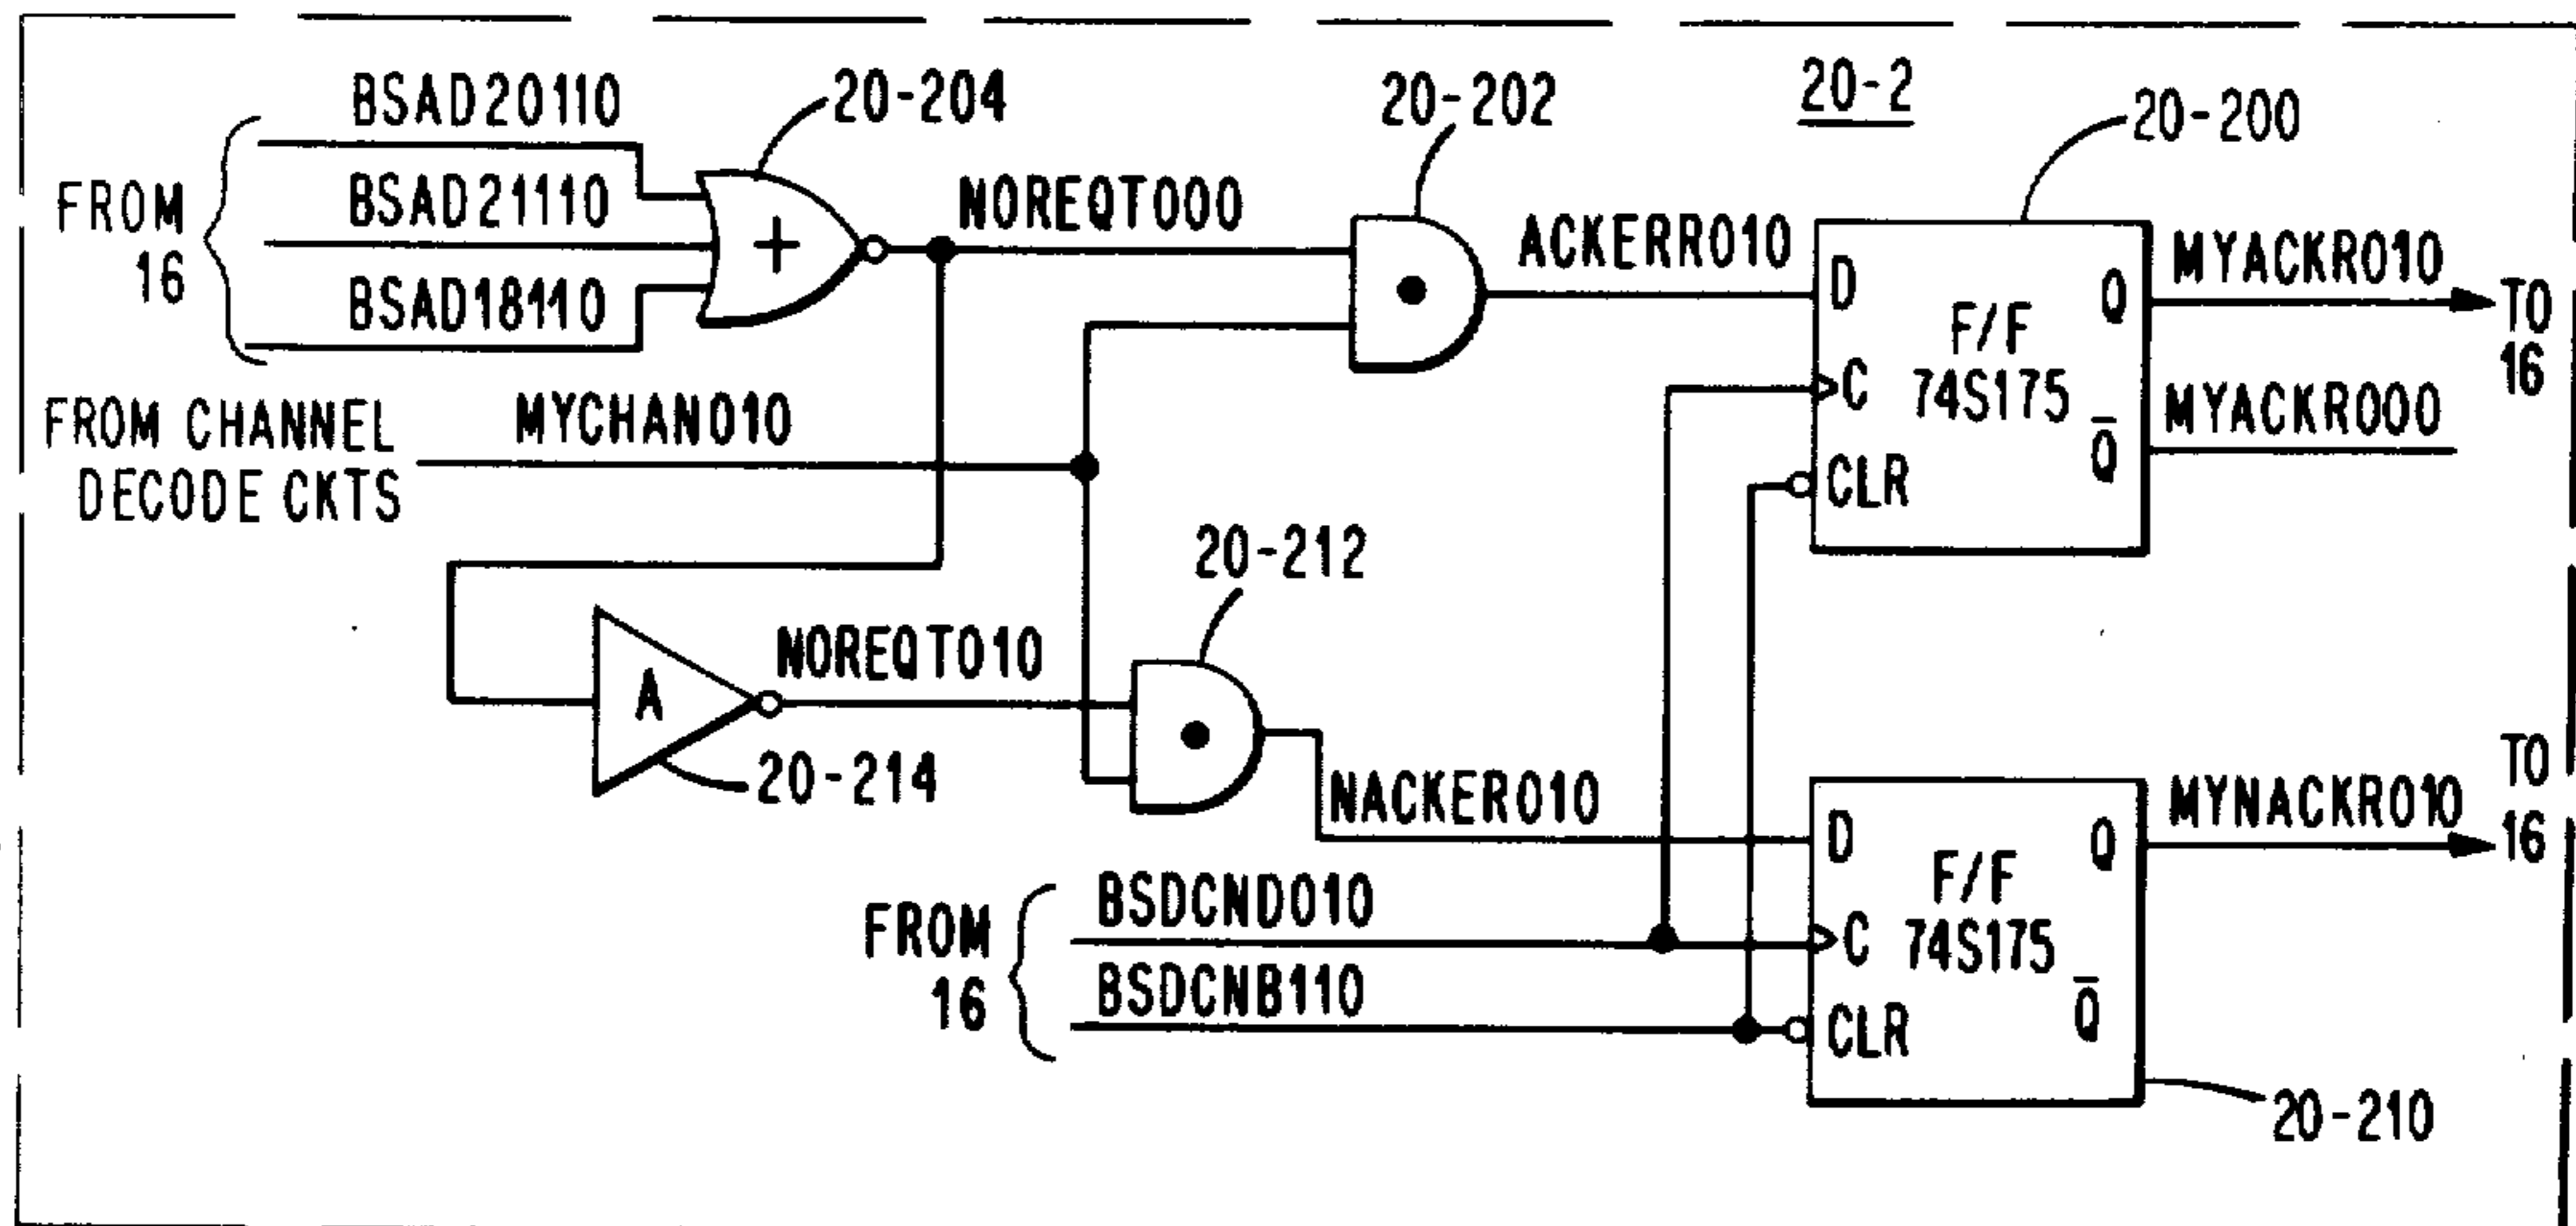 BSAD20110
20-204
20-202
20-2
20-200
FROM
16
BSAD21110
BSAD18110
+
NOREQT000
ACKERR010
D
F/F
74S175
C
CLR
Q
Q̅
MYACKR010
TO
16
MYACKR000
FROM CHANNEL
DECODE CKTS
MYCHAN010
A
20-214
NOREQT010
20-212
NACKER010
FROM
16
BSDCND010
BSDCNB110
D
F/F
74S175
C
CLR
Q
Q̅
MYNACKR010
TO
16
20-210